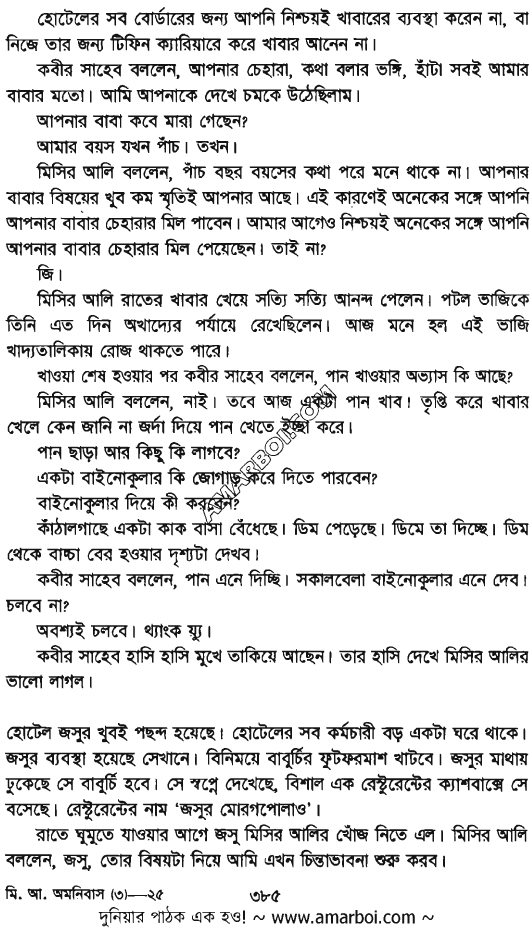 হোটেলের সব বোর্ডারের জন্য আপনি নিশ্চয়ই খাবারের ব্যবস্থা করেন না, বা
নিজে তার জন্য টিফিন ক্যারিয়ারে করে খাবার আনেন না।
কবীর সাহেব বললেন, আপনার চেহারা, কথা বলার ভঙ্গি, হাঁটা সবই আমার
বাবার মতো। আমি আপনাকে দেখে চমকে উঠেছিলাম।
আপনার বাবা কবে মারা গেছেন?
আমার বয়স যখন পাঁচ। তখন।
মিসির আলি বললেন, পাঁচ বছর বয়সের কথা পরে মনে থাকে না। আপনার
বাবার বিষয়ের খুব কম স্মৃতিই আপনার আছে। এই কারণেই অনেকের সঙ্গে আপনি
আপনার বাবার চেহারার মিল পাবেন। আমার আগেও নিশ্চয়ই অনেকের সঙ্গে আপনি
আপনার বাবার চেহারার মিল পেয়েছেন। তাই না?
জি।
মিসির আলি রাতের খাবার খেয়ে সত্যি সত্যি আনন্দ পেলেন। পটল ভাজিকে
তিনি এত দিন অখাদ্যের পর্যায়ে রেখেছিলেন। আজ মনে হল এই ভাজি
খাদ্যতালিকায় রোজ থাকতে পারে।
খাওয়া শেষ হওয়ার পর কবীর সাহেব বললেন, পান খাওয়ার অভ্যাস কি আছে?
মিসির আলি বললেন, নাই। তবে আজ একটা পান খাব। তৃপ্তি করে খাবার
খেলে কেন জানি না জর্দা দিয়ে পান খেতে ইচ্ছা করে।
পান ছাড়া আর কিছু কি লাগবে?
একটা বাইনোকুলার কি জোগাড় করে দিতে পারবেন?
বাইনোকুলার দিয়ে কী করবেন?
কাঁঠালগাছে একটা কাক বাসা বেঁধেছে। ডিম পেড়েছে। ডিমে তা দিচ্ছে। ডিম
থেকে বাচ্চা বের হওয়ার দৃশ্যটা দেখব।
কবীর সাহেব বললেন, পান এনে দিচ্ছি। সকালবেলা বাইনোকুলার এনে দেব।
চলবে না?
অবশ্যই চলবে। থ্যাংক য়্যু।
কবীর সাহেব হাসি হাসি মুখে তাকিয়ে আছেন। তার হাসি দেখে মিসির আলির
ভালো লাগল।
হোটেল জসুর খুবই পছন্দ হয়েছে। হোটেলের সব কর্মচারী বড় একটা ঘরে থাকে।
জসুর ব্যবস্থা হয়েছে সেখানে। বিনিময়ে বাবুর্চির ফুটফরমাশ খাটবে। জসুর মাথায়
ঢুকেছে সে বাবুর্চি হবে। সে স্বপ্নে দেখেছে, বিশাল এক রেস্টুরেন্টের ক্যাশবাক্সে সে
বসেছে। রেস্টুরেন্টের নাম ‘জসুর মোরগপোলাও’।
রাতে ঘুমুতে যাওয়ার আগে জসু মিসির আলির খোঁজ নিতে এল। মিসির আলি
বললেন, জসু, তোর বিষয়টা নিয়ে আমি এখন চিন্তাভাবনা শুরু করব।
মি. আ. অমনিবাস (৩)—২৫ ৩৮৫
দুনিয়ার পাঠক এক হও! ~ www.amarboi.com ~
AMARBOI.COM